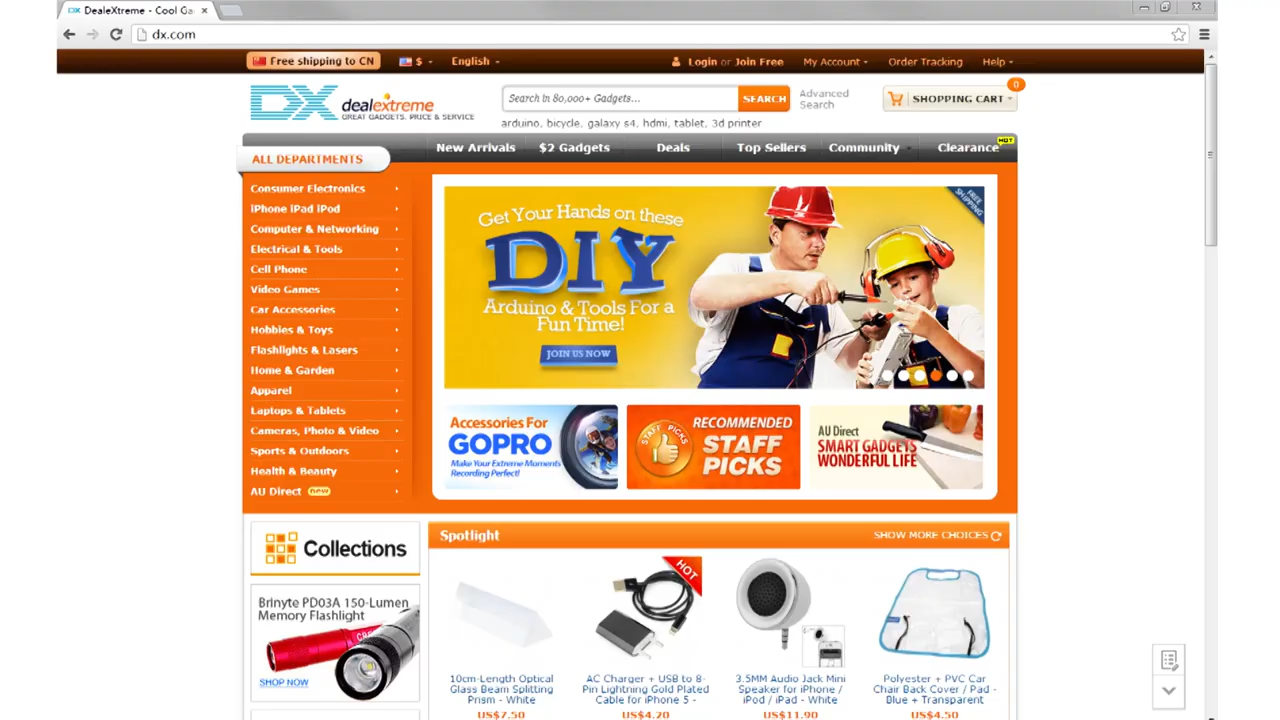 DealeXtreme - Cool Ga
dx.com
Free shipping to CN
$
English
Login or Join Free
My Account
Order Tracking
Help
DX dealextreme
GREAT GADGETS. PRICE & SERVICE
Search in 80,000+ Gadgets...
SEARCH
Advanced
Search
SHOPPING CART
0
arduino, bicycle, galaxy s4, hdmi, tablet, 3d printer
ALL DEPARTMENTS
New Arrivals
$2 Gadgets
Deals
Top Sellers
Community
Clearance
HOT
Consumer Electronics
iPhone iPad iPod
Computer & Networking
Electrical & Tools
Cell Phone
Video Games
Car Accessories
Hobbies & Toys
Flashlights & Lasers
Home & Garden
Apparel
Laptops & Tablets
Cameras, Photo & Video
Sports & Outdoors
Health & Beauty
AU Direct new
Get Your Hands on these
DIY
Arduino & Tools For a
Fun Time!
JOIN US NOW
FREE
SHIPPING
Accessories For
GOPRO
Make Your Extreme Moments
Recording Perfect!
STAFF PICKS
RECOMMENDED
STAFF
PICKS
AU Direct
SMART GADGETS
WONDERFUL LIFE
Collections
Brinyte PD03A 150-Lumen
Memory Flashlight
SHOP NOW
Spotlight
SHOW MORE CHOICES
10cm-Length Optical
Glass Beam Splitting
Prism - White
US$7.50
HOT
AC Charger + USB to 8-
Pin Lightning Gold Plated
Cable for iPhone 5 -
US$4.20
3.5MM Audio Jack Mini
Speaker for iPhone /
iPod / iPad - White
US$11.90
Polyester + PVC Car
Chair Back Cover / Pad -
Blue + Transparent
US$4.50